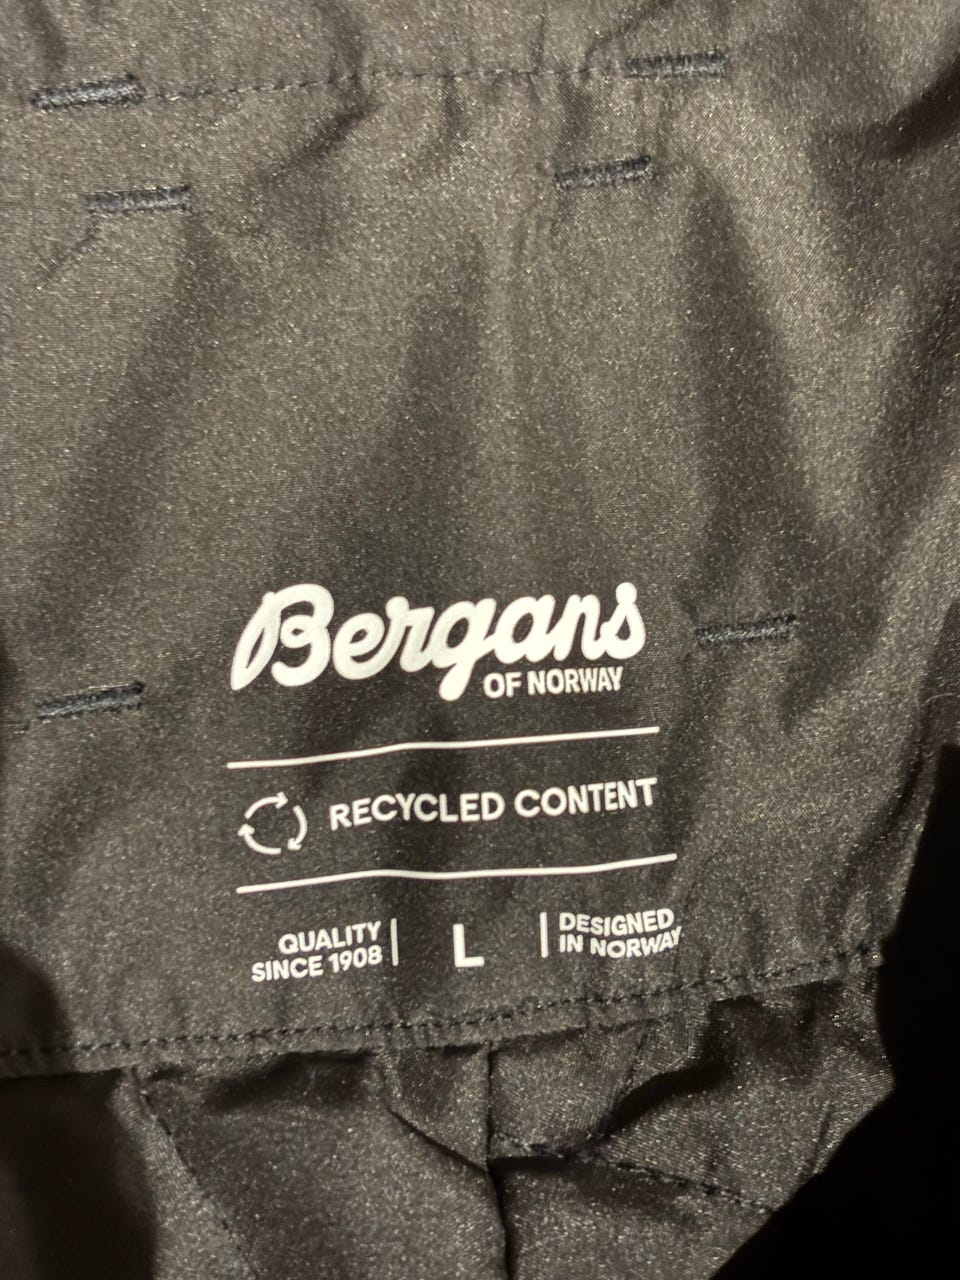 Bergans
OF NORWAY
RECYCLED CONTENT
QUALITY
SINCE 1908
L
DESIGNED
IN NORWAY